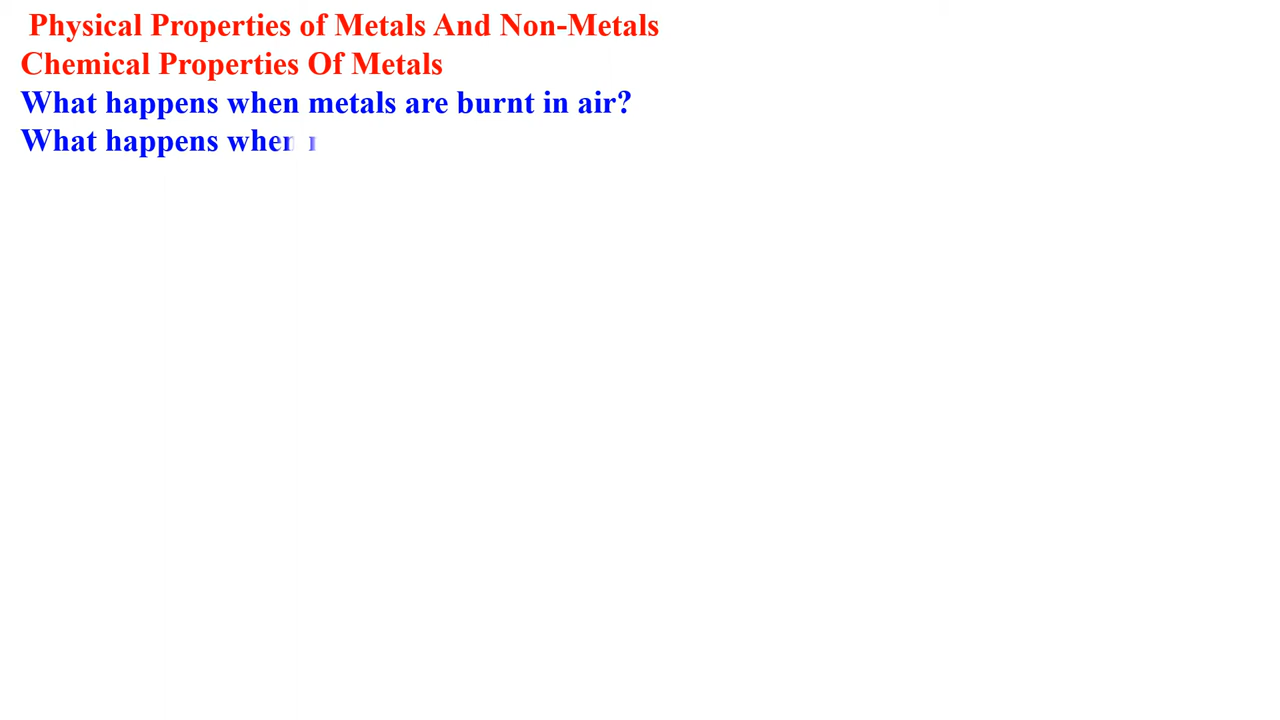 Physical Properties of Metals And Non-Metals
Chemical Properties Of Metals
What happens when metals are burnt in air?
What happens when